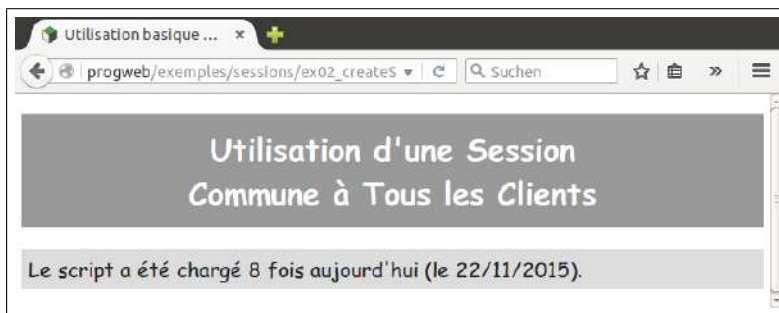 Utilisation basique ...
progweb/exemples/sessions/ex02_createS
Suchen
Utilisation d'une Session
Commune à Tous les Clients
Le script a été chargé 8 fois aujourd'hui (le 22/11/2015).